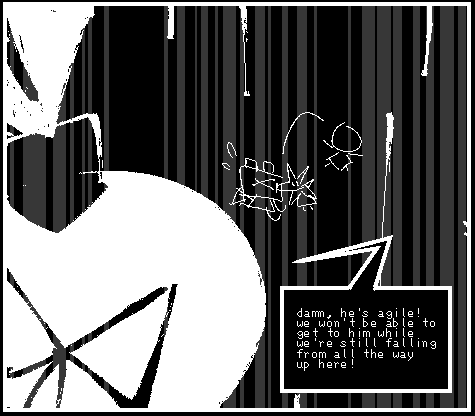 damn, he's agile!
we won't be able to
get to him while
we're still falling
from all the way
up here!